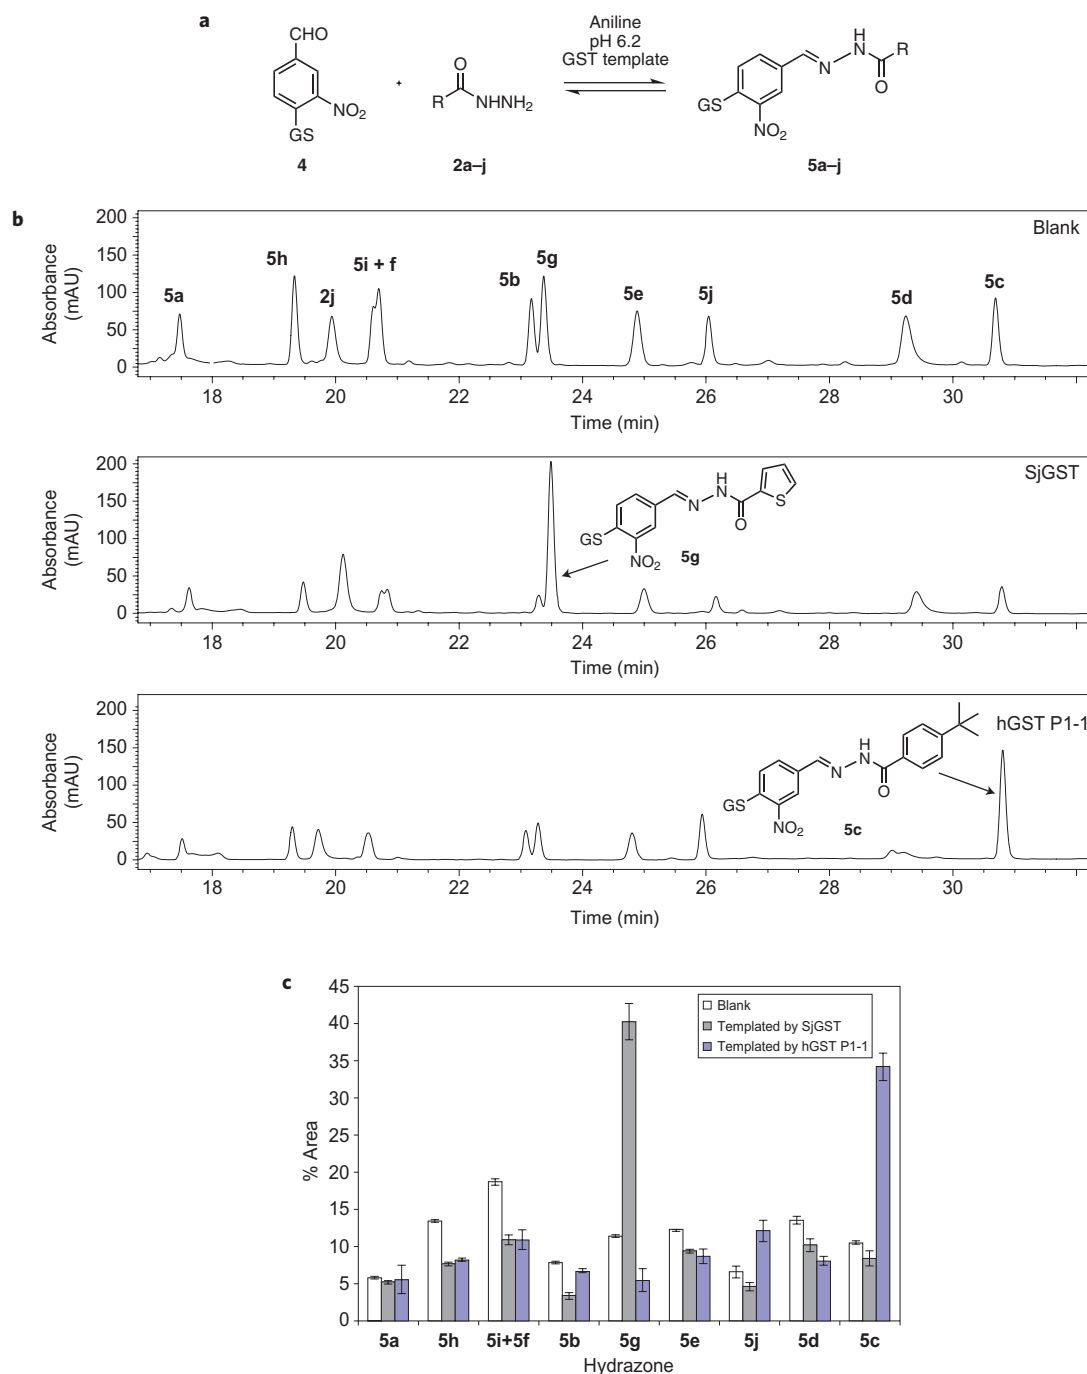 a
CHO
NO2
GS
4
+
O
R
NHNH2
2a–j
Aniline
pH 6.2
GST template
H
N
N
R
O
GS
NO2
5a–j
b
Blank
Absorbance
(mAU)
200
150
100
50
0
5a
5h
2j
5i + f
5b
5g
5e
5j
5d
5c
18 20 22 24 26 28 30
Time (min)
SjGST
Absorbance
(mAU)
200
150
100
50
0
H
N
N
S
O
GS
NO2
5g
18 20 22 24 26 28 30
Time (min)
hGST P1-1
Absorbance
(mAU)
200
150
100
50
0
H
N
N
O
GS
NO2
5c
18 20 22 24 26 28 30
Time (min)
c
% Area
45
40
35
30
25
20
15
10
5
0
Blank
Templated by SjGST
Templated by hGST P1-1
5a 5h 5i+5f 5b 5g 5e 5j 5d 5c
Hydrazone